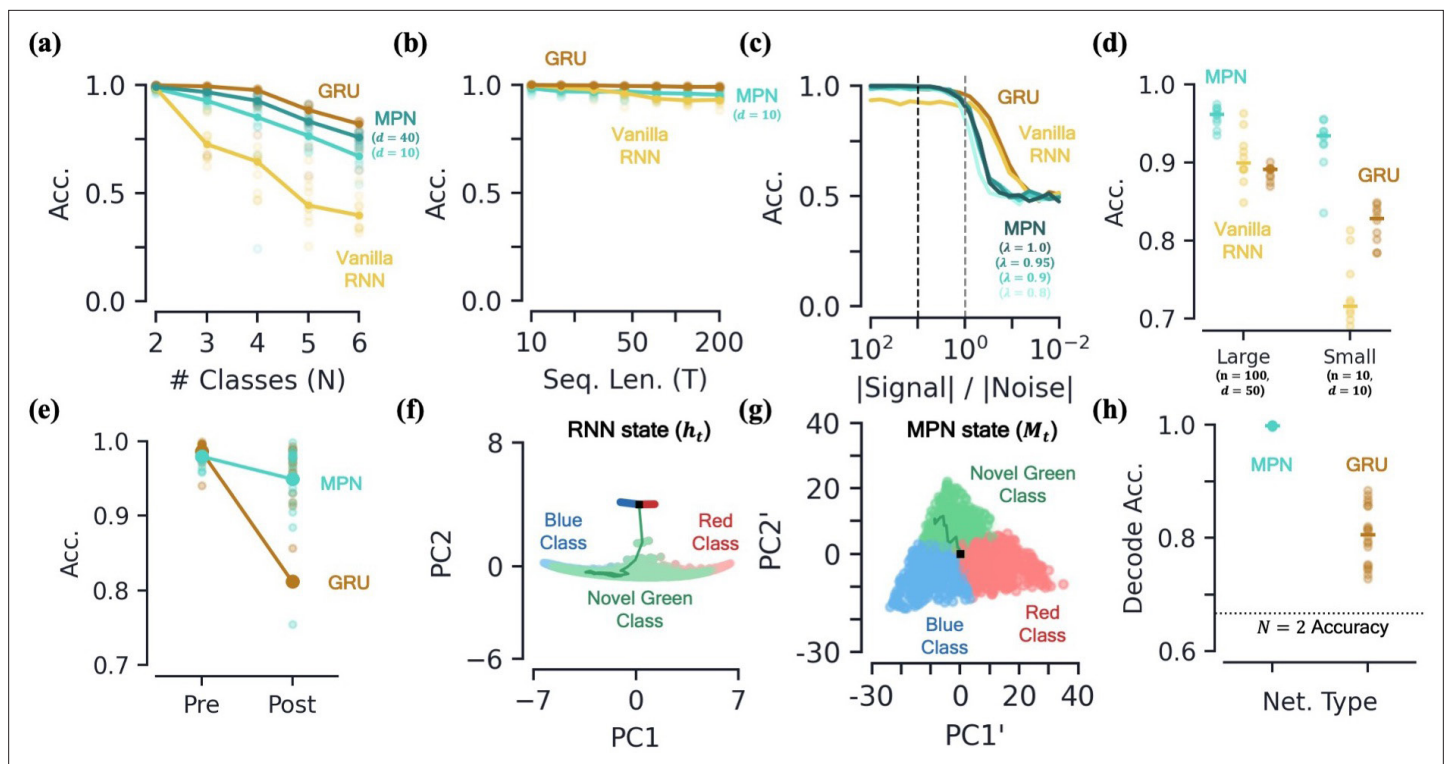 (a)
1.0
0.5
0.0
Acc.
GRU
MPN
(d = 40)
(d = 10)
Vanilla
RNN
2 3 4 5 6
# Classes (N)
(b)
GRU
1.0
0.5
0.0
Acc.
MPN
(d = 10)
Vanilla
RNN
10 50 200
Seq. Len. (T)
(c)
1.0
0.5
0.0
Acc.
GRU
Vanilla
RNN
MPN
(λ = 1.0)
(λ = 0.95)
(λ = 0.9)
(λ = 0.8)
10² 10⁰ 10⁻²
|Signal| / |Noise|
(d)
MPN
1.0
0.9
0.8
0.7
Acc.
GRU
Vanilla
RNN
Large Small
(n = 100, (n = 10,
d = 50) d = 10)
(e)
1.0
0.9
0.8
0.7
Acc.
MPN
GRU
Pre Post
(f)
RNN state (hₜ)
8
0
−6
PC2
Blue
Class
Red
Class
Novel Green
Class
−7 0 7
PC1
(g)
MPN state (Mₜ)
40
20
0
-30
PC2'
Novel Green
Class
Blue
Class
Red
Class
-30 0 20 40
PC1'
(h)
1.0
0.8
0.6
Decode Acc.
MPN
GRU
N = 2 Accuracy
Net. Type